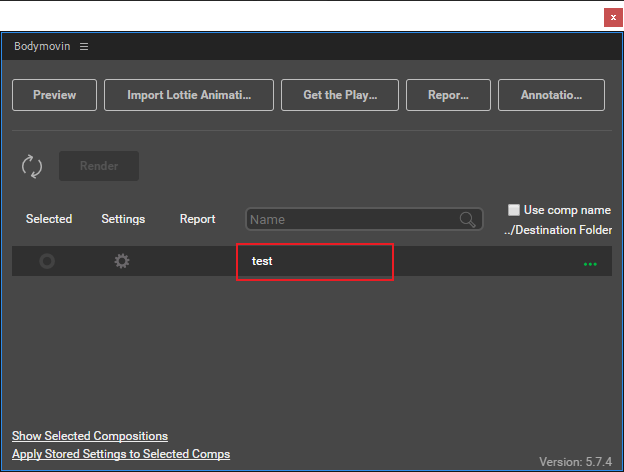 x
Bodymovin
Preview Import Lottie Animati... Get the Play... Repor... Annotatio...
Render
Selected Settings Report Name Use comp name
../Destination Folder
test ...
Show Selected Compositions
Apply Stored Settings to Selected Comps
Version: 5.7.4